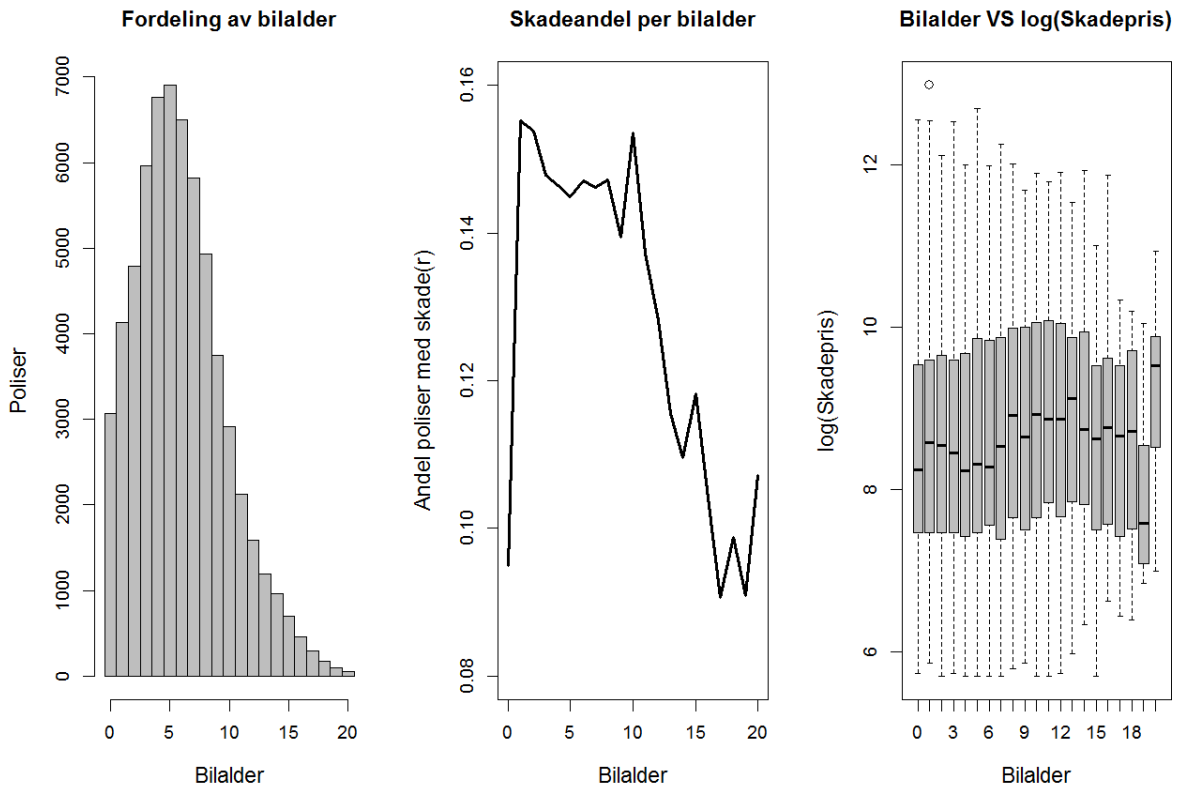 Fordeling av bilalder
Poliser
0
1000
2000
3000
4000
5000
6000
7000
0 5 10 15 20
Bilalder
Skadeandel per bilalder
Andel poliser med skade(r)
0.08
0.10
0.12
0.14
0.16
0 5 10 15 20
Bilalder
Bilalder VS log(Skadepris)
log(Skadepris)
6
8
10
12
0 3 6 9 12 15 18
Bilalder